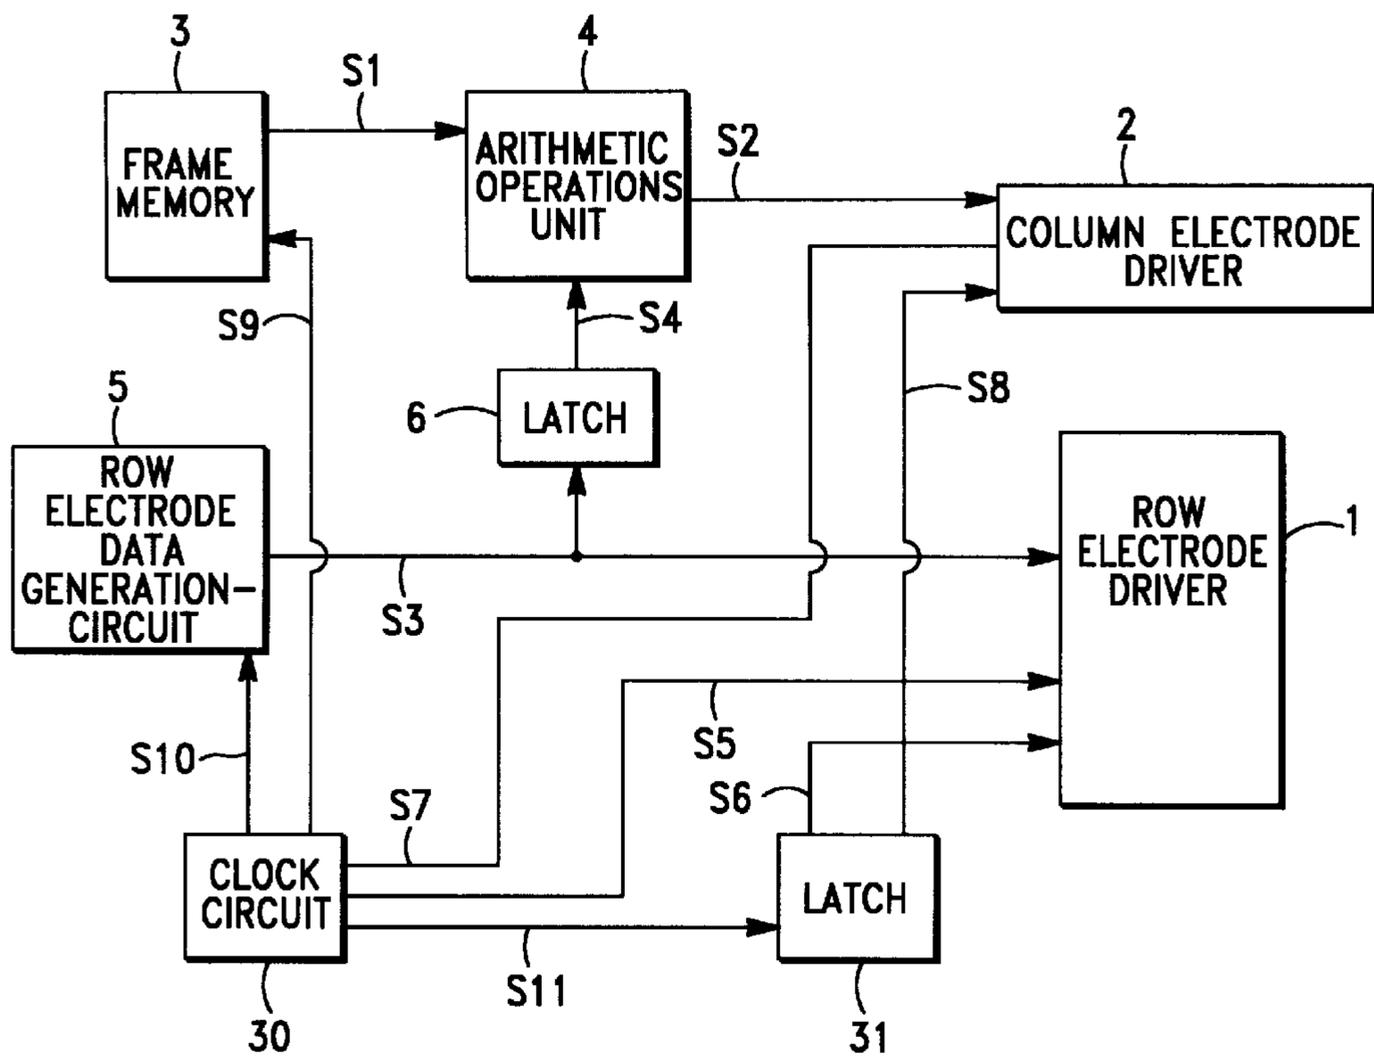 3
4
S1
2
FRAME
MEMORY
ARITHMETIC
OPERATIONS
UNIT
S2
COLUMN ELECTRODE
DRIVER
S9
S4
5
6
LATCH
S8
ROW
ELECTRODE
DATA
GENERATION-
CIRCUIT
ROW
ELECTRODE
DRIVER
1
S3
S10
S5
S7
S6
CLOCK
CIRCUIT
LATCH
S11
30
31